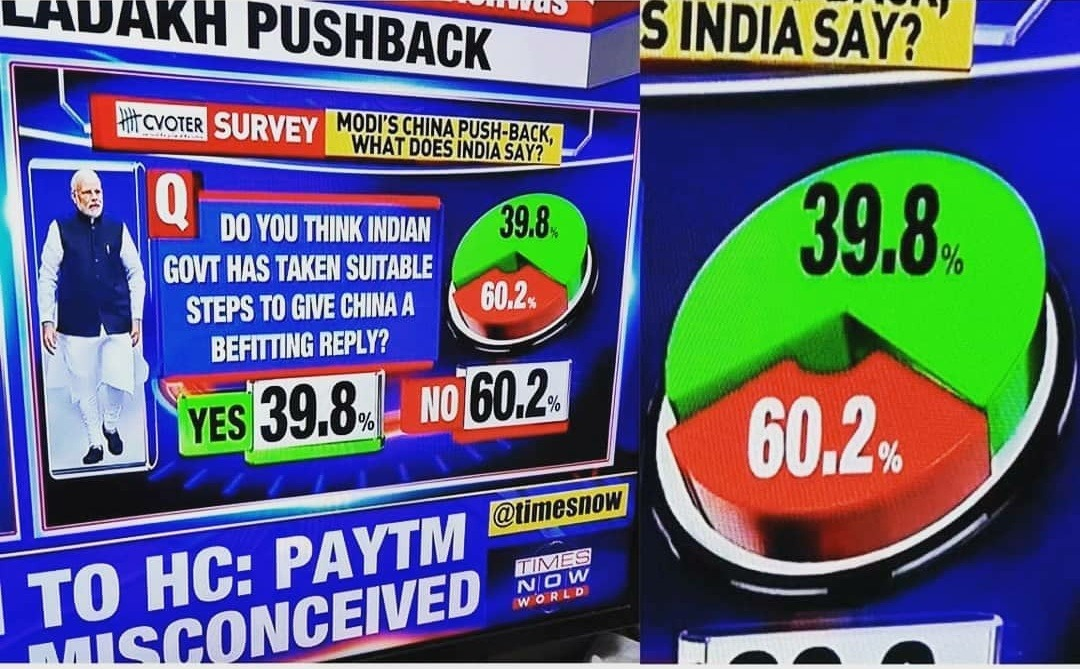 LADAKH PUSHBACK
CVOTER SURVEY
MODI'S CHINA PUSH-BACK,
WHAT DOES INDIA SAY?
Q
DO YOU THINK INDIAN
GOVT HAS TAKEN SUITABLE
STEPS TO GIVE CHINA A
BEFITTING REPLY?
39.8%
60.2%
YES 39.8%
NO 60.2%
@timesnow
TO HC: PAYTM
MISCONCEIVED
TIMES
NOW
WORLD
S INDIA SAY?
39.8%
60.2%